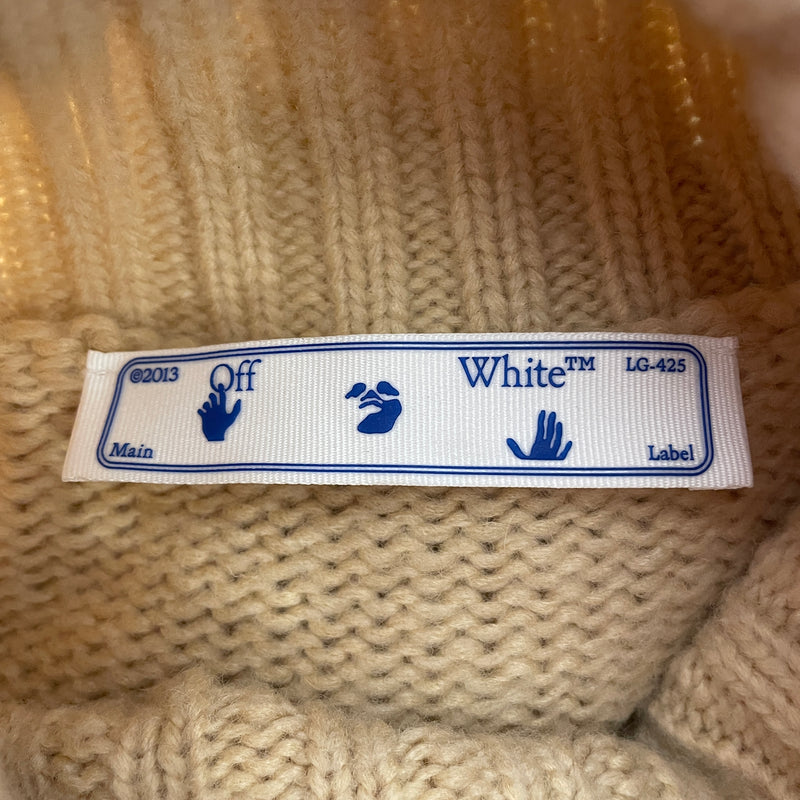 ©2013 Off White™ LG-425
Main Label